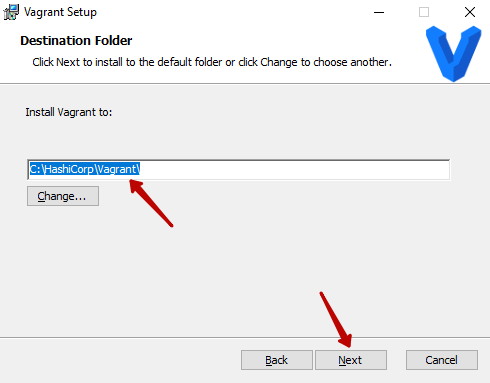 Vagrant Setup
Destination Folder
Click Next to install to the default folder or click Change to choose another.
Install Vagrant to:
C:\HashiCorp\Vagrant\
Change...
Back
Next
Cancel